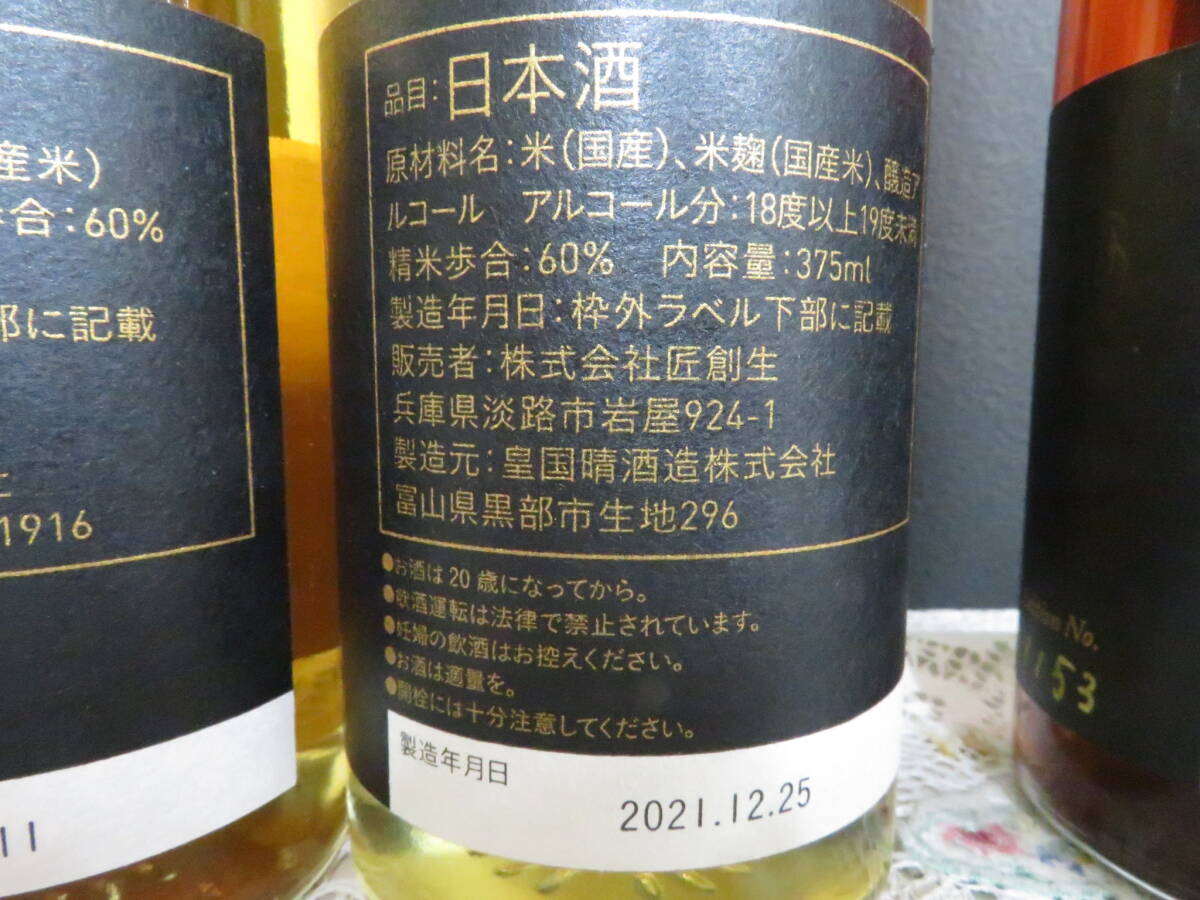 産米)
歩合:60%
部に記載
1916
11
品目:日本酒
原材料名:米(国産)、米麹(国産米)、醸造ア
ルコール アルコール分:18度以上19度未満
精米歩合:60% 内容量:375ml
製造年月日:枠外ラベル下部に記載
販売者:株式会社匠創生
兵庫県淡路市岩屋924-1
製造元:皇国晴酒造株式会社
富山県黒部市生地296
●お酒は20歳になってから。
●飲酒運転は法律で禁止されています。
●妊婦の飲酒はお控えください。
●お酒は適量を。
●開栓には十分注意してください。
製造年月日
2021.12.25
No.
1153